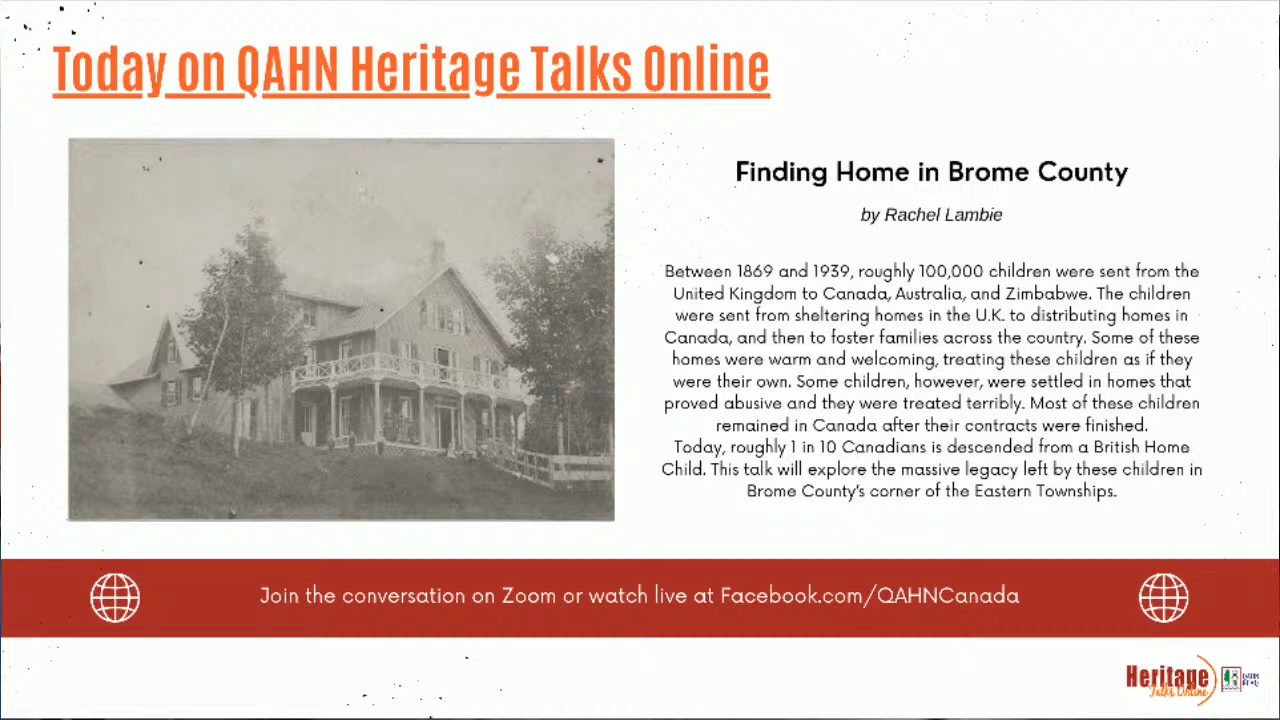 Today on QAHN Heritage Talks Online
Finding Home in Brome County
by Rachel Lambie
Between 1869 and 1939, roughly 100,000 children were sent from the
United Kingdom to Canada, Australia, and Zimbabwe. The children
were sent from sheltering homes in the U.K. to distributing homes in
Canada, and then to foster families across the country. Some of these
homes were warm and welcoming, treating these children as if they
were their own. Some children, however, were settled in homes that
proved abusive and they were treated terribly. Most of these children
remained in Canada after their contracts were finished.
Today, roughly 1 in 10 Canadians is descended from a British Home
Child. This talk will explore the massive legacy left by these children in
Brome County's corner of the Eastern Townships.
Join the conversation on Zoom or watch live at Facebook.com/QAHNCanada
Heritage
Talks Online